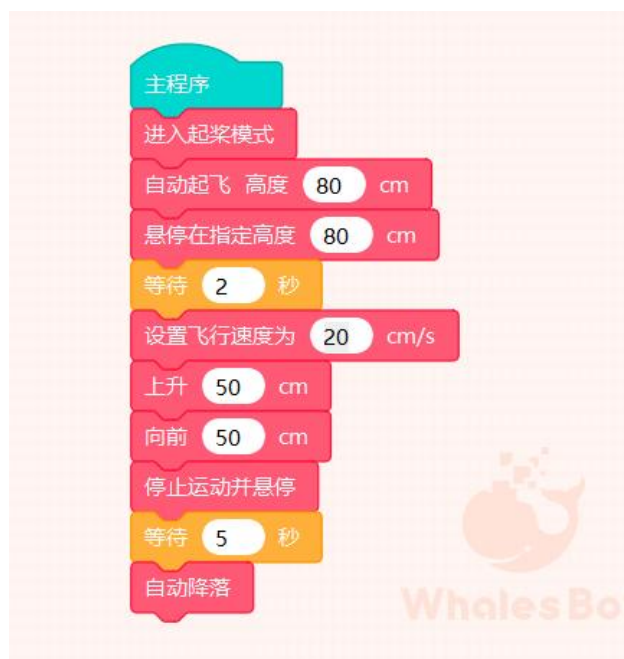 主程序
进入起桨模式
自动起飞 高度 80 cm
悬停在指定高度 80 cm
等待 2 秒
设置飞行速度为 20 cm/s
上升 50 cm
向前 50 cm
停止运动并悬停
等待 5 秒
自动降落
WhalesBo